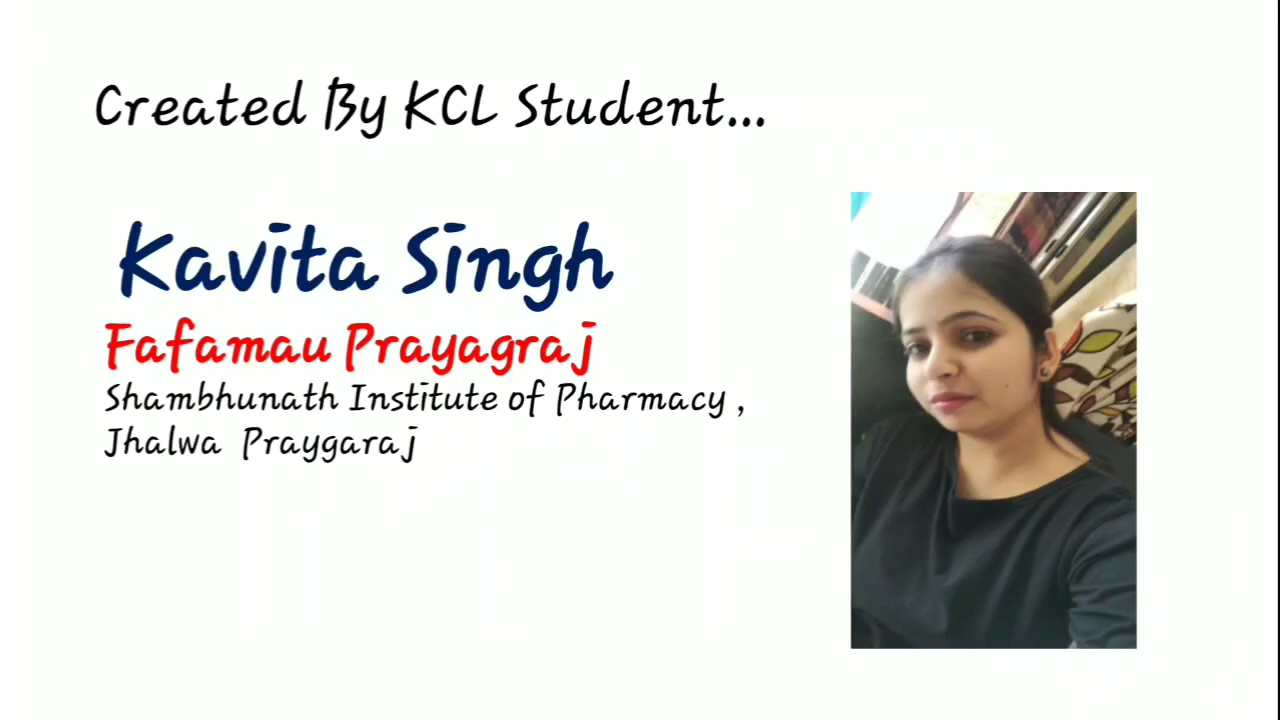 Created By KCL Student...
Kavita Singh
Fafamau Prayagraj
Shambhunath Institute of Pharmacy ,
Jhalwa Praygaraj